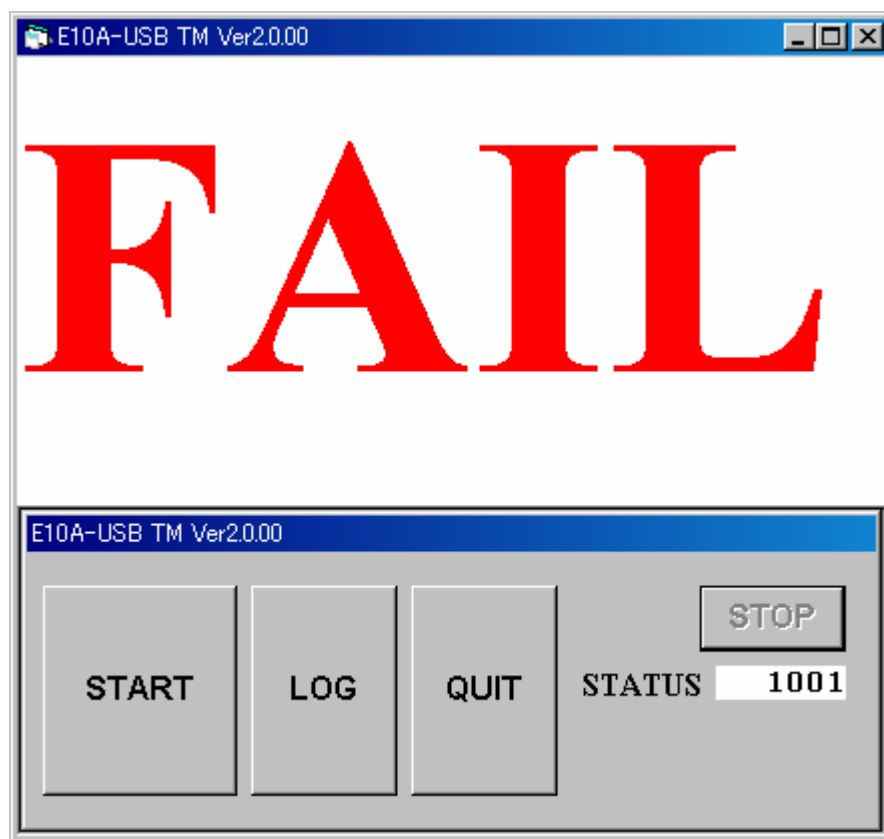 E10A-USB TM Ver2.0.00
FAIL
E10A-USB TM Ver2.0.00
STOP
START LOG QUIT STATUS 1001